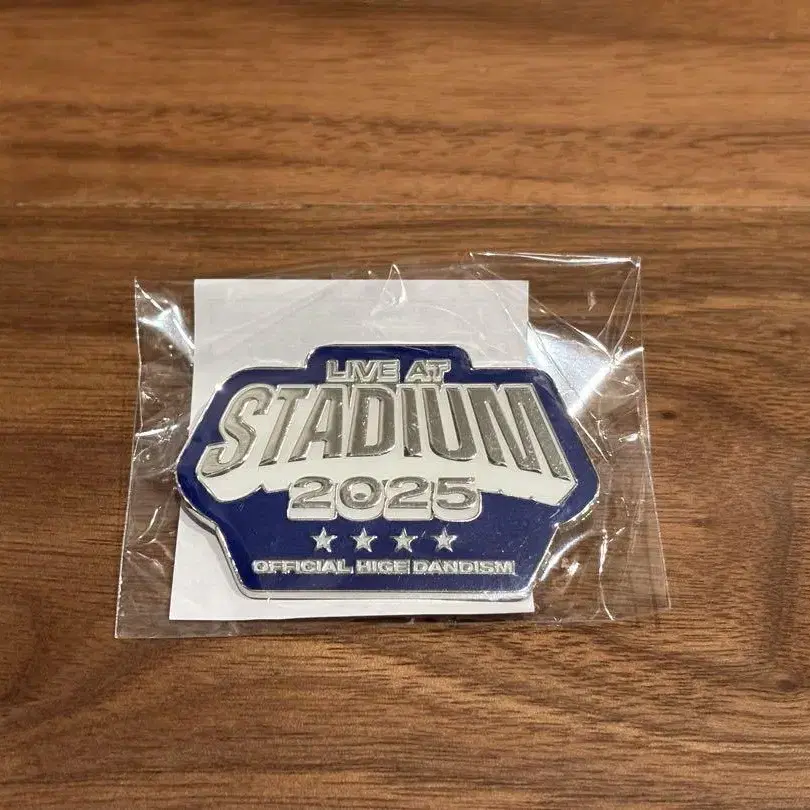 LIVE AT
STADIUM
2025
OFFICIAL HIGE DANDISM